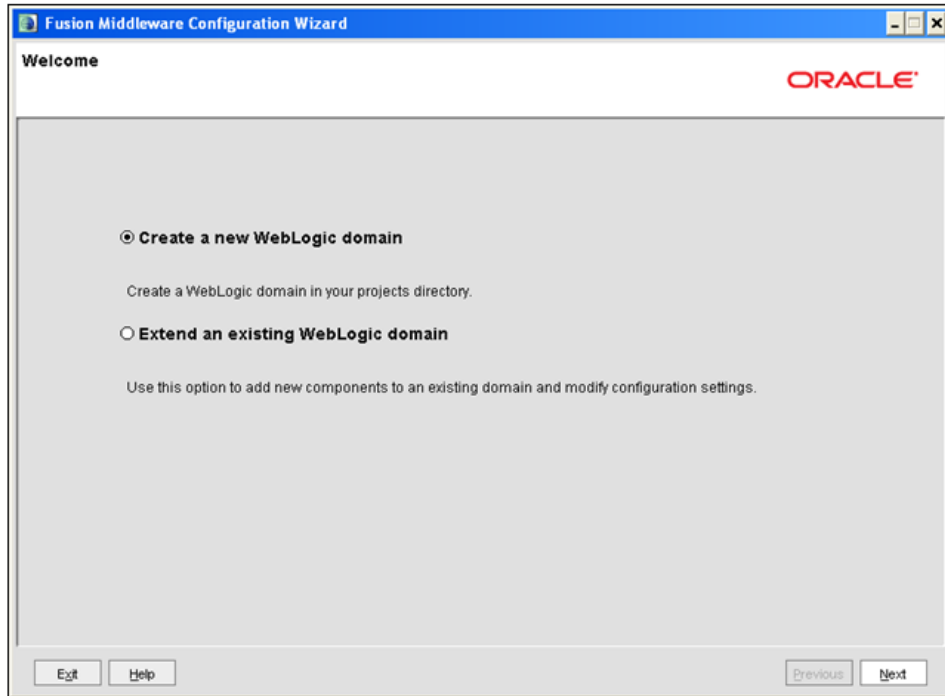 Fusion Middleware Configuration Wizard
Welcome
ORACLE
Create a new WebLogic domain
Create a WebLogic domain in your projects directory.
Extend an existing WebLogic domain
Use this option to add new components to an existing domain and modify configuration settings.
Exit Help Previous Next